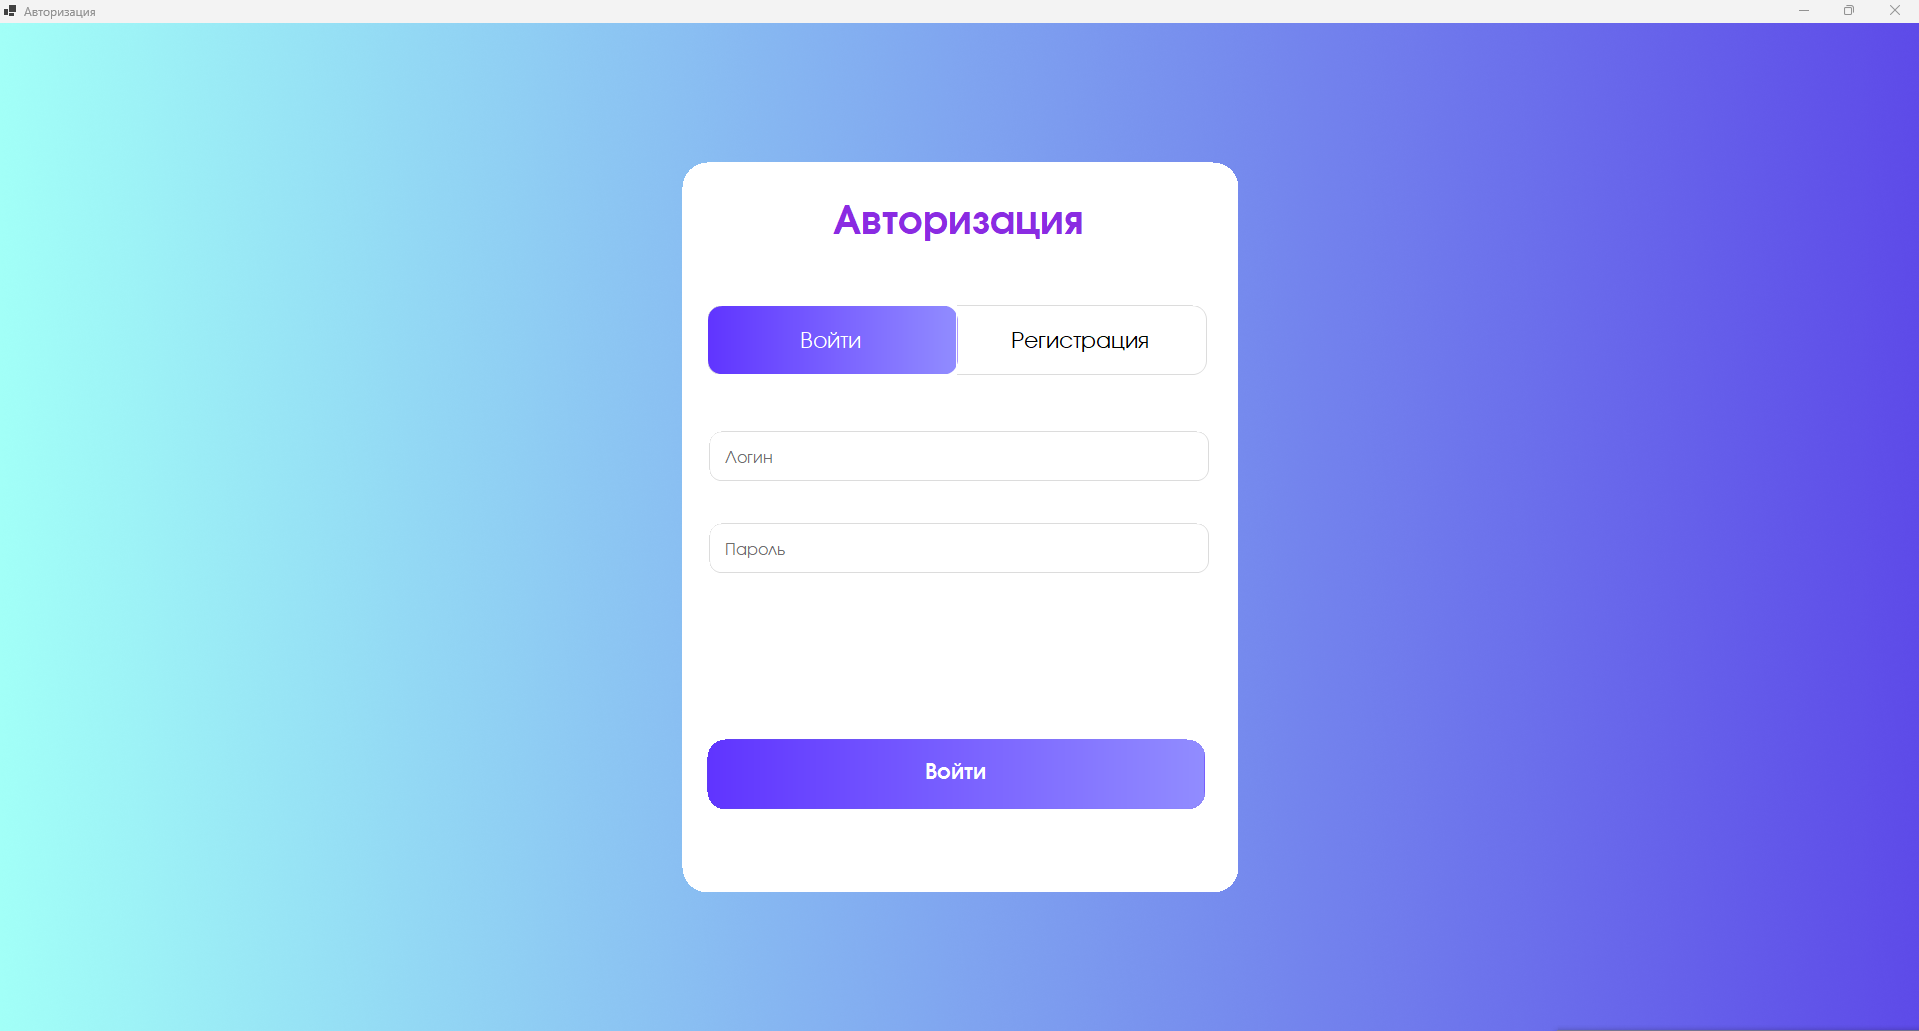 Авторизация
Авторизация
Войти
Регистрация
Логин
Пароль
Войти